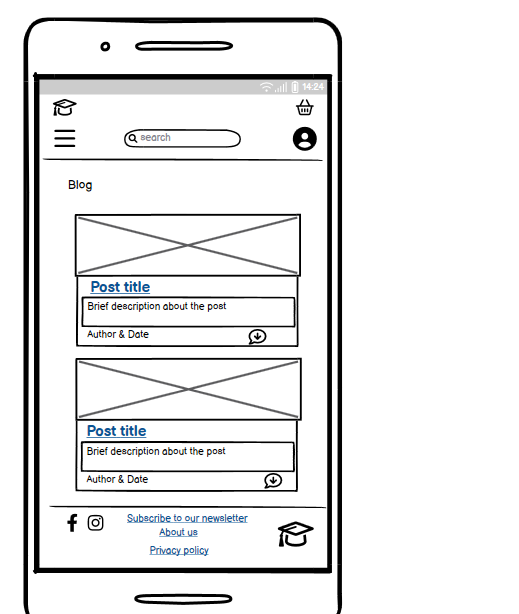 14:24
search
Blog
Post title
Brief description about the post
Author & Date
Post title
Brief description about the post
Author & Date
Subscribe to our newsletter
About us
Privacy policy